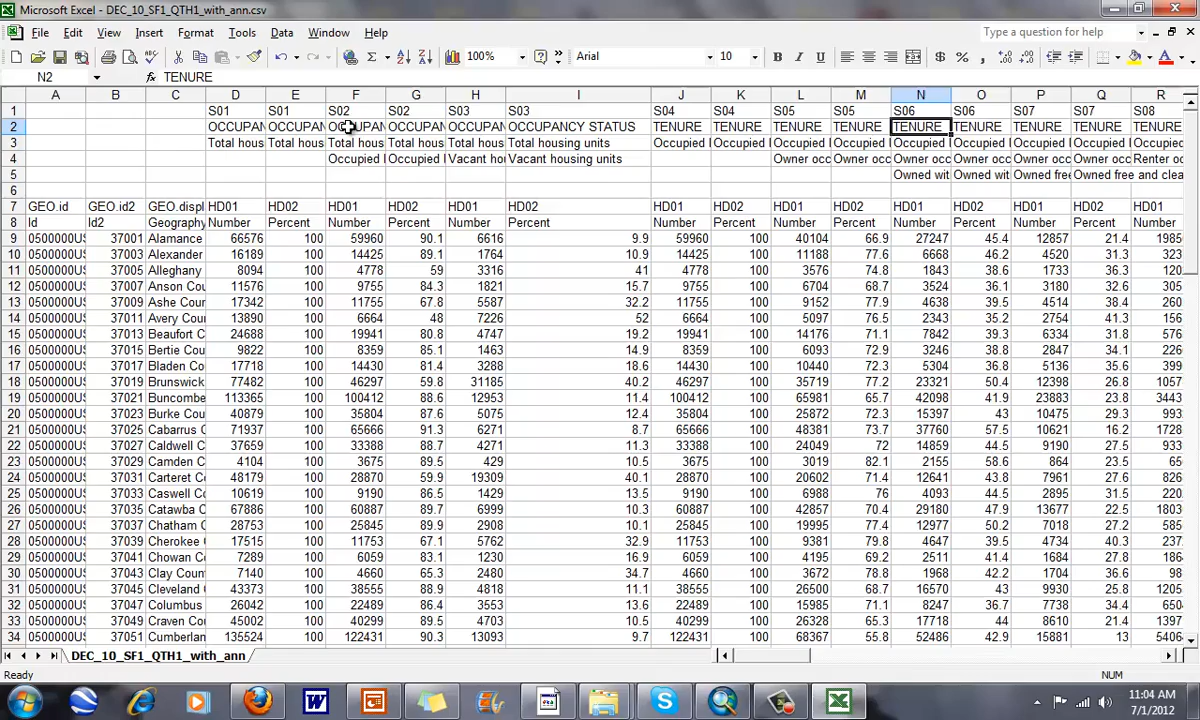 Microsoft Excel - DEC_10_SF1_QTH1_with_ann.csv
File Edit View Insert Format Tools Data Window Help Type a question for help
100% Arial 10 B I U $ %
N2 fx TENURE
A B C D E F G H I J K L M N O P Q R
1 S01 S01 S02 S02 S03 S03 S04 S04 S05 S05 S06 S06 S07 S07 S08
2 OCCUPAN OCCUPAN OCCUPAN OCCUPAN OCCUPAN OCCUPANCY STATUS TENURE TENURE TENURE TENURE TENURE TENURE TENURE TENURE TENURE
3 Total hous Total hous Total hous Total hous Total hous Total housing units Occupied Occupied Occupied Occupied Occupied Occupied Occupied Occupied Occupied
4 Occupied Occupied Vacant ho Vacant housing units Owner occ Owner occ Owner occ Owner occ Owner occ Owner occ Renter oc
5 Owned wit Owned wit Owned free Owned free and clea
6
7 GEO.id GEO.id2 GEO.displ HD01 HD02 HD01 HD02 HD01 HD02 HD01 HD02 HD01 HD02 HD01 HD02 HD01 HD02 HD01
8 Id Id2 Geography Number Percent Number Percent Number Percent Number Percent Number Percent Number Percent Number Percent Number
9 0500000US 37001 Alamance 66576 100 59960 90.1 6616 9.9 59960 100 40104 66.9 27247 45.4 12857 21.4 1985
10 0500000US 37003 Alexander 16189 100 14425 89.1 1764 10.9 14425 100 11188 77.6 6668 46.2 4520 31.3 323
11 0500000US 37005 Alleghany 8094 100 4778 59 3316 41 4778 100 3576 74.8 1843 38.6 1733 36.3 120
12 0500000US 37007 Anson Cou 11576 100 9755 84.3 1821 15.7 9755 100 6704 68.7 3524 36.1 3180 32.6 305
13 0500000US 37009 Ashe Coun 17342 100 11755 67.8 5587 32.2 11755 100 9152 77.9 4638 39.5 4514 38.4 260
14 0500000US 37011 Avery Cour 13890 100 6664 48 7226 52 6664 100 5097 76.5 2343 35.2 2754 41.3 156
15 0500000US 37013 Beaufort C 24688 100 19941 80.8 4747 19.2 19941 100 14176 71.1 7842 39.3 6334 31.8 576
16 0500000US 37015 Bertie Cou 9822 100 8359 85.1 1463 14.9 8359 100 6093 72.9 3246 38.8 2847 34.1 226
17 0500000US 37017 Bladen Co 17718 100 14430 81.4 3288 18.6 14430 100 10440 72.3 5304 36.8 5136 35.6 399
18 0500000US 37019 Brunswick 77482 100 46297 59.8 31185 40.2 46297 100 35719 77.2 23321 50.4 12398 26.8 1057
19 0500000US 37021 Buncombe 113365 100 100412 88.6 12953 11.4 100412 100 65981 65.7 42098 41.9 23883 23.8 3443
20 0500000US 37023 Burke Cou 40879 100 35804 87.6 5075 12.4 35804 100 25872 72.3 15397 43 10475 29.3 993
21 0500000US 37025 Cabarrus C 71937 100 65666 91.3 6271 8.7 65666 100 48381 73.7 37760 57.5 10621 16.2 1728
22 0500000US 37027 Caldwell C 37659 100 33388 88.7 4271 11.3 33388 100 24049 72 14859 44.5 9190 27.5 933
23 0500000US 37029 Camden C 4104 100 3675 89.5 429 10.5 3675 100 3019 82.1 2155 58.6 864 23.5 65
24 0500000US 37031 Carteret C 48179 100 28870 59.9 19309 40.1 28870 100 20602 71.4 12641 43.8 7961 27.6 826
25 0500000US 37033 Caswell C 10619 100 9190 86.5 1429 13.5 9190 100 6988 76 4093 44.5 2895 31.5 220
26 0500000US 37035 Catawba C 67886 100 60887 89.7 6999 10.3 60887 100 42857 70.4 29180 47.9 13677 22.5 1803
27 0500000US 37037 Chatham C 28753 100 25845 89.9 2908 10.1 25845 100 19995 77.4 12977 50.2 7018 27.2 585
28 0500000US 37039 Cherokee C 17515 100 11753 67.1 5762 32.9 11753 100 9381 79.8 4647 39.5 4734 40.3 237
29 0500000US 37041 Chowan C 7289 100 6059 83.1 1230 16.9 6059 100 4195 69.2 2511 41.4 1684 27.8 186
30 0500000US 37043 Clay Count 7140 100 4660 65.3 2480 34.7 4660 100 3672 78.8 1968 42.2 1704 36.6 98
31 0500000US 37045 Cleveland C 43373 100 38555 88.9 4818 11.1 38555 100 26500 68.7 16570 43 9930 25.8 1205
32 0500000US 37047 Columbus 26042 100 22489 86.4 3553 13.6 22489 100 15985 71.1 8247 36.7 7738 34.4 650
33 0500000US 37049 Craven Co 45002 100 40299 89.5 4703 10.5 40299 100 26328 65.3 17718 44 8610 21.4 1397
34 0500000US 37051 Cumberlan 135524 100 122431 90.3 13093 9.7 122431 100 68367 55.8 52486 42.9 15881 13 5406
DEC_10_SF1_QTH1_with_ann
Ready NUM
11:04 AM
7/1/2012